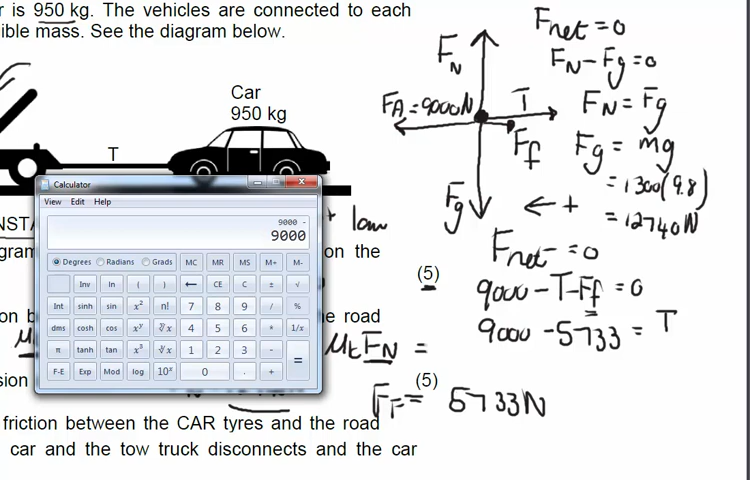 r is 950 kg. The vehicles are connected to each
ible mass. See the diagram below.
Car
950 kg
T
Calculator
View Edit Help
9000 -
9000
Degrees Radians Grads MC MR MS M+ M-
Inv ln ( ) ← CE C ± √
Int sinh sin x² n! 7 8 9 / %
dms cosh cos xʸ ʸ√x 4 5 6 * 1/x
π tanh tan x³ ³√x 1 2 3 - =
F-E Exp Mod log 10ˣ 0 . +
INSTA
gram
on the
(5)
on b
ne road
μₖFN =
sion
(5)
friction between the CAR tyres and the road
car and the tow truck disconnects and the car
FN
FA = 9000N
T
Ff
Fg
← +
Fnet = 0
FN - Fg = 0
FN = Fg
Fg = mg
= 1300(9.8)
= 12740N
Fnet = 0
9000 - T - Ff = 0
9000 - 5733 = T
FF = 5733N